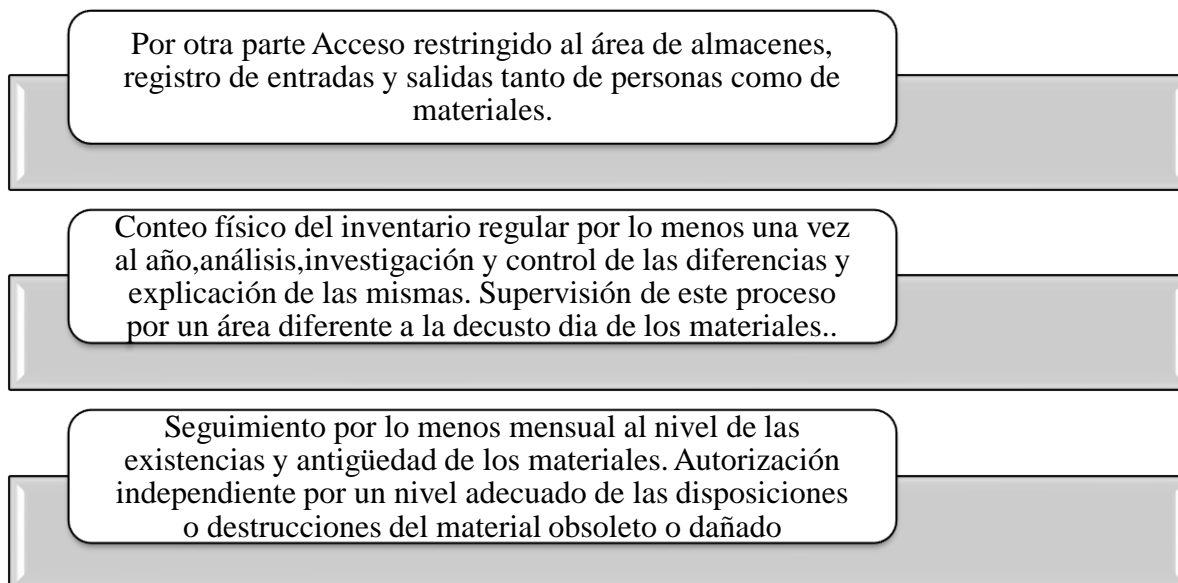 Por otra parte Acceso restringido al área de almacenes,
registro de entradas y salidas tanto de personas como de
materiales.
Conteo físico del inventario regular por lo menos una vez
al año,análisis,investigación y control de las diferencias y
explicación de las mismas. Supervisión de este proceso
por un área diferente a la decusto dia de los materiales..
Seguimiento por lo menos mensual al nivel de las
existencias y antigüedad de los materiales. Autorización
independiente por un nivel adecuado de las disposiciones
o destrucciones del material obsoleto o dañado